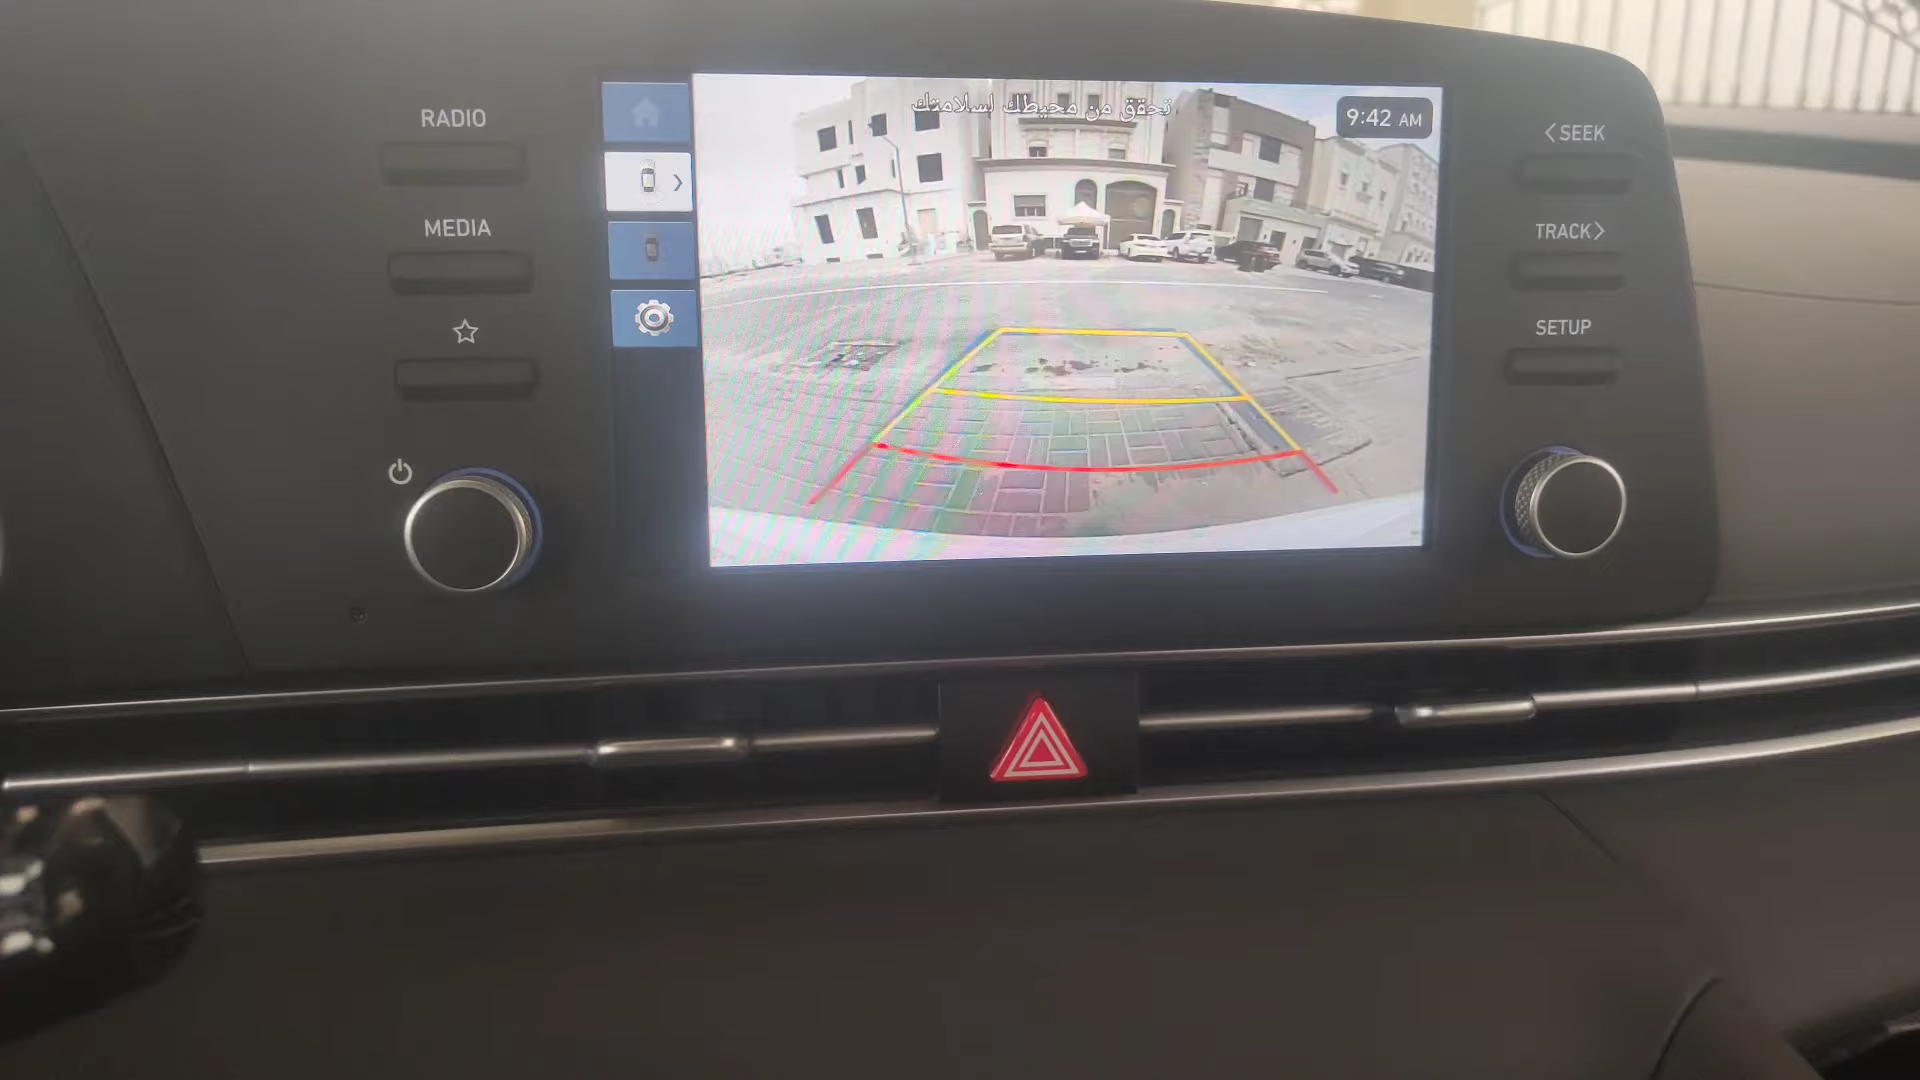 RADIO
MEDIA
تحقق من محيطك لسلامتك
9:42 AM
<SEEK
TRACK>
SETUP